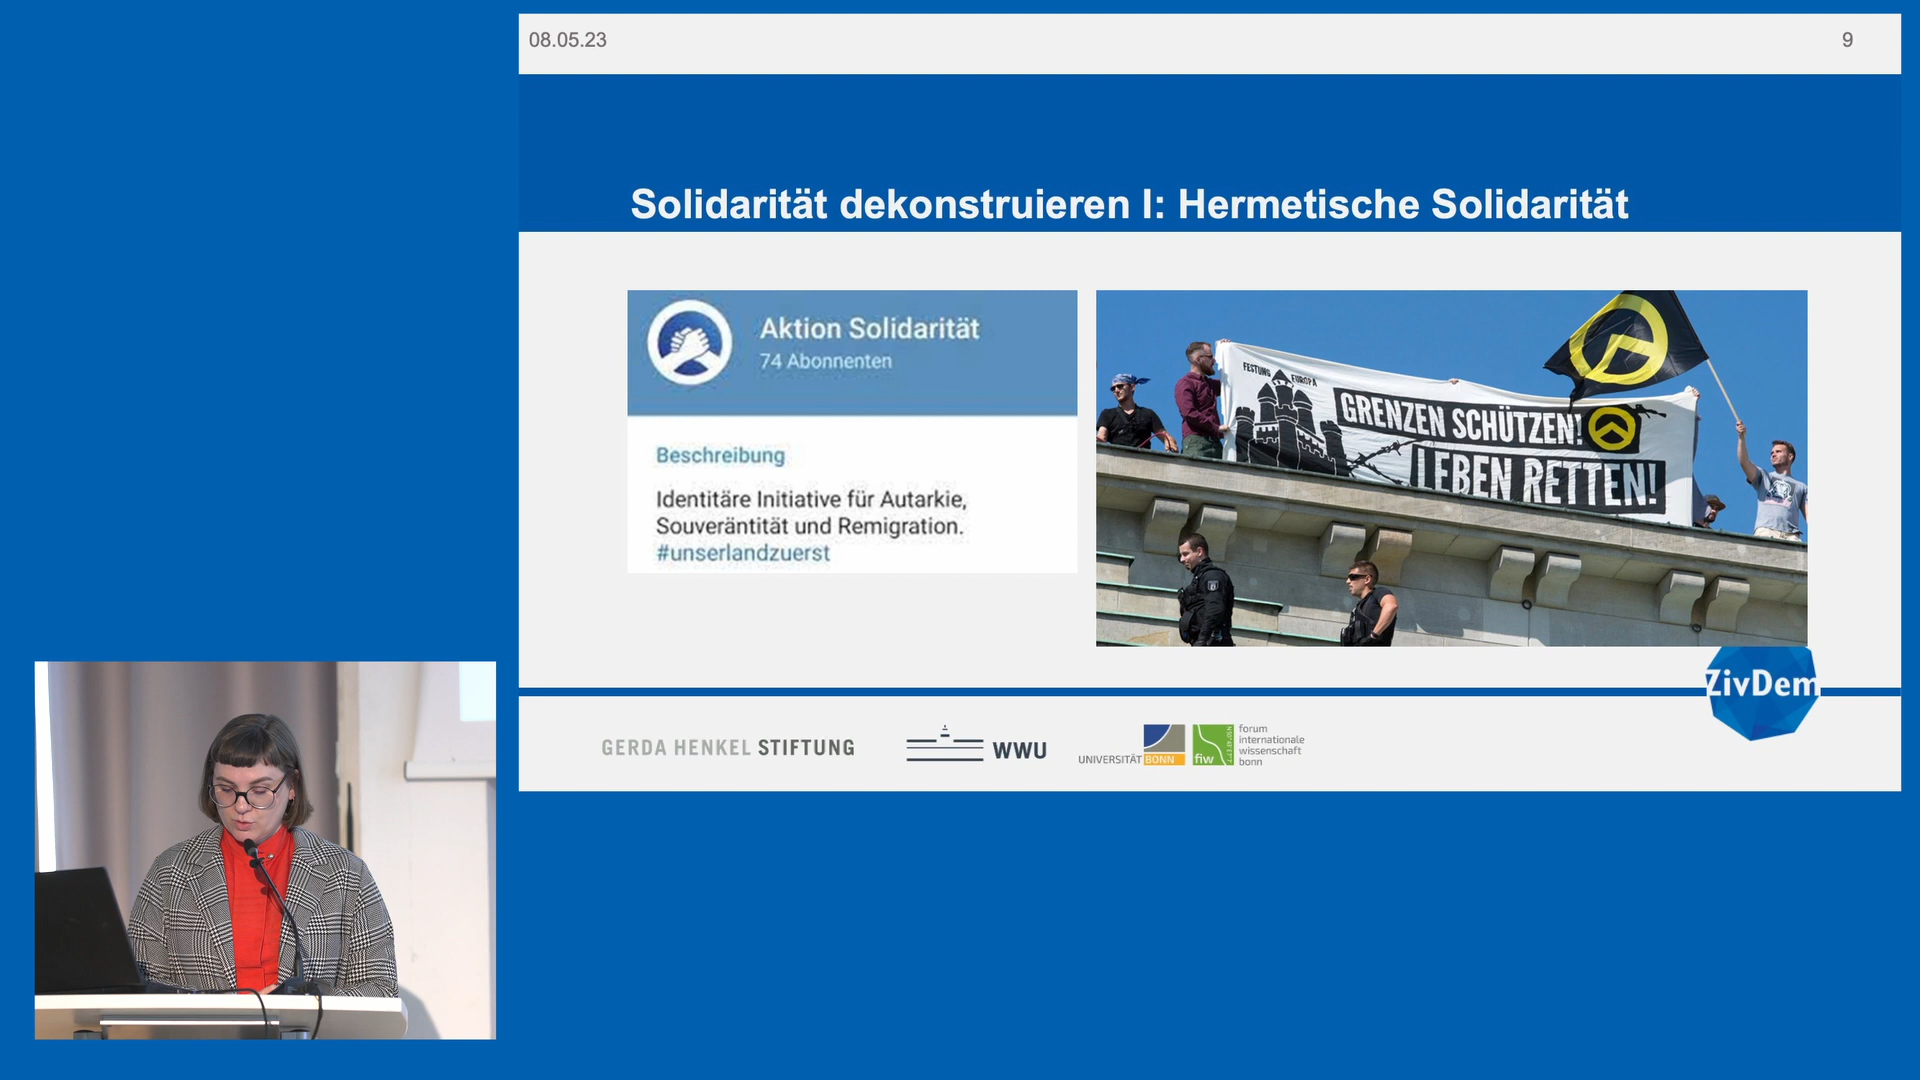 08.05.23
9
Solidarität dekonstruieren I: Hermetische Solidarität
Aktion Solidarität
74 Abonnenten
Beschreibung
Identitäre Initiative für Autarkie,
Souveräntität und Remigration.
#unserlandzuerst
FESTUNG EUROPA
GRENZEN SCHÜTZEN!
LEBEN RETTEN!
ZivDem
GERDA HENKEL STIFTUNG
WWU
UNIVERSITÄT BONN
fiw
forum
internationale
wissenschaft
bonn